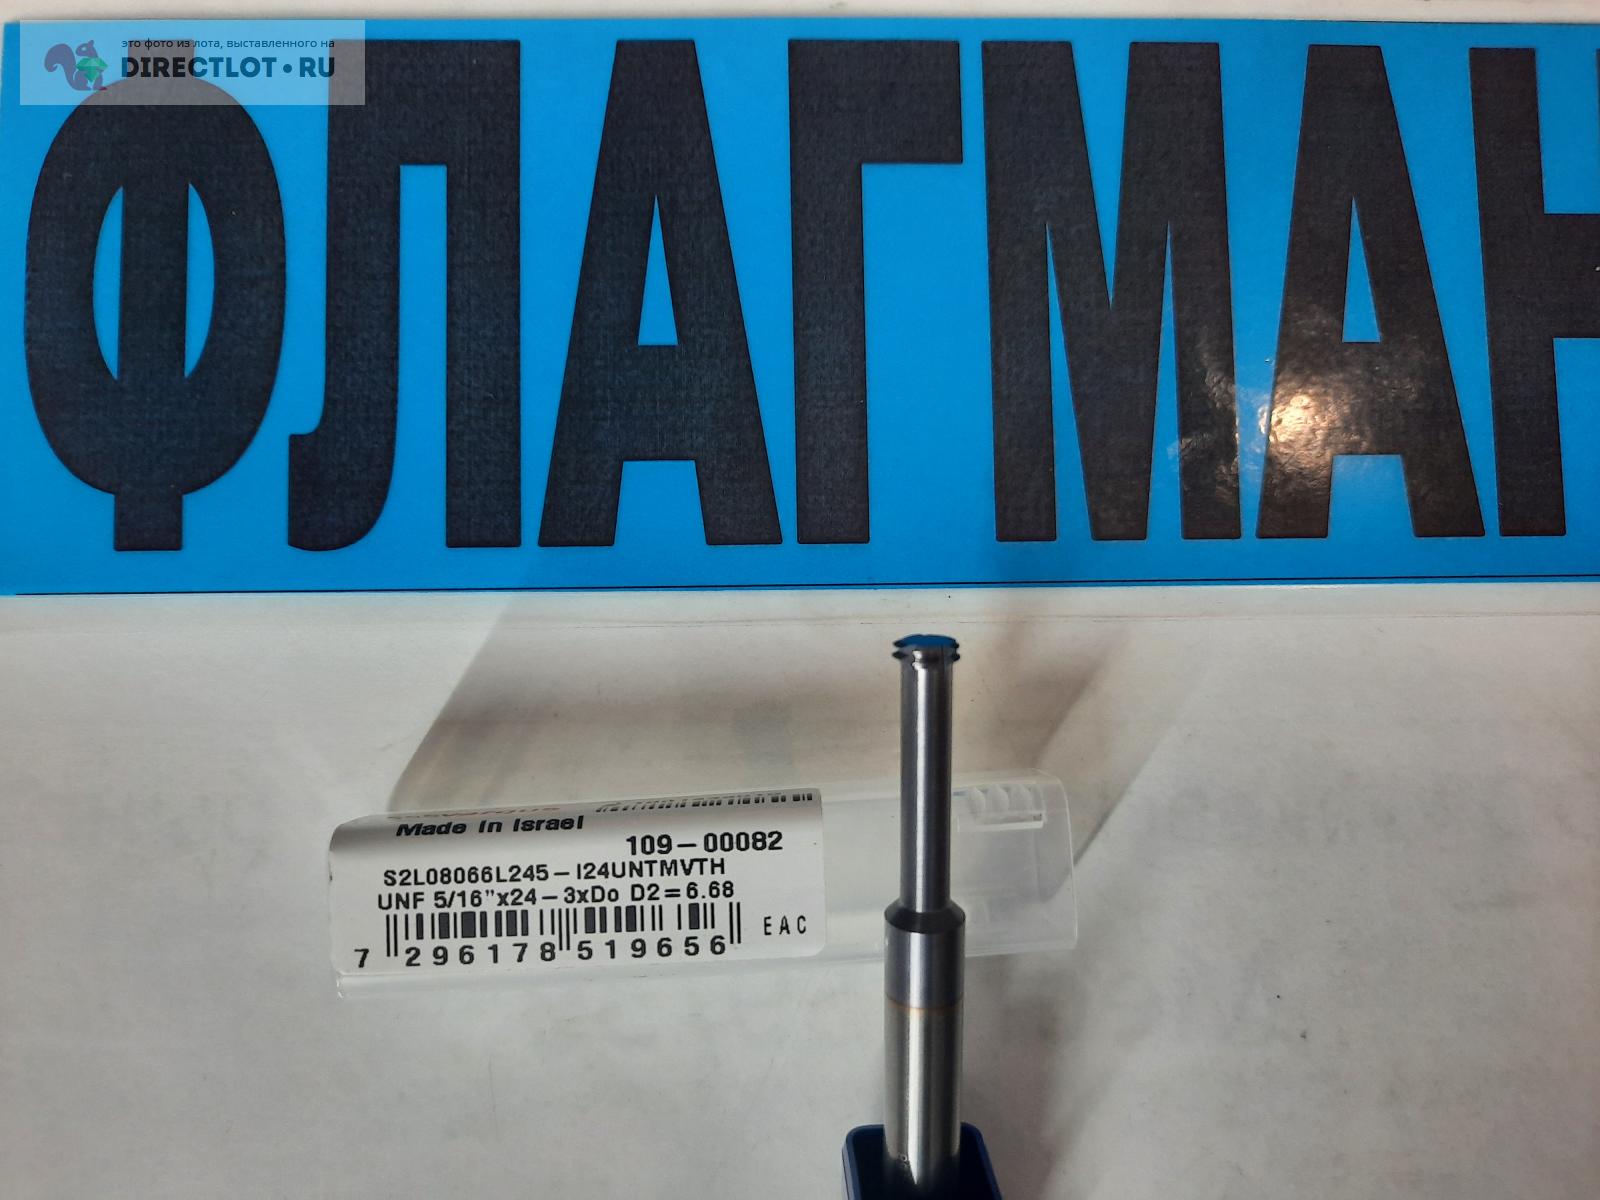 это фото из лота, выставленного на
DIRECTLOT•RU
ФЛАГМАН
Made in Israel
109-00082
S2L08066L245-I24UNTMVTH
UNF 5/16"x24-3xDo D2=6.68
EAC
7 296178 519656